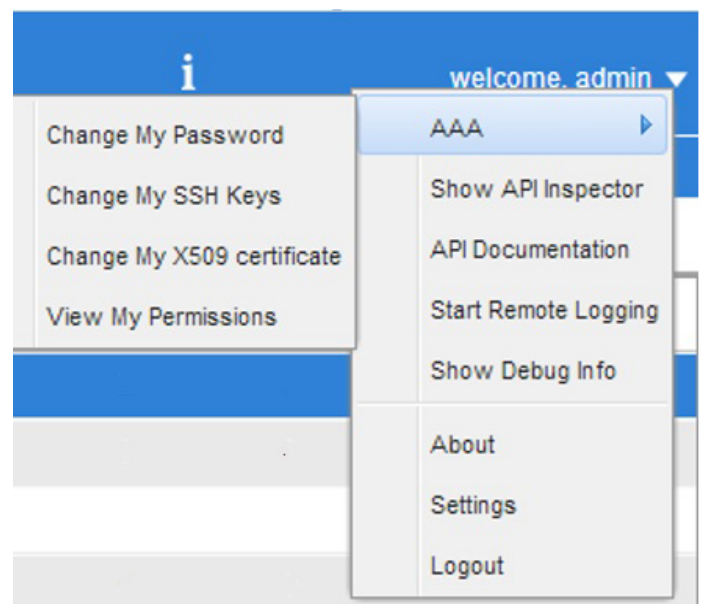 i
welcome, admin
AAA
Show API Inspector
API Documentation
Start Remote Logging
Show Debug Info
About
Settings
Logout
Change My Password
Change My SSH Keys
Change My X509 certificate
View My Permissions